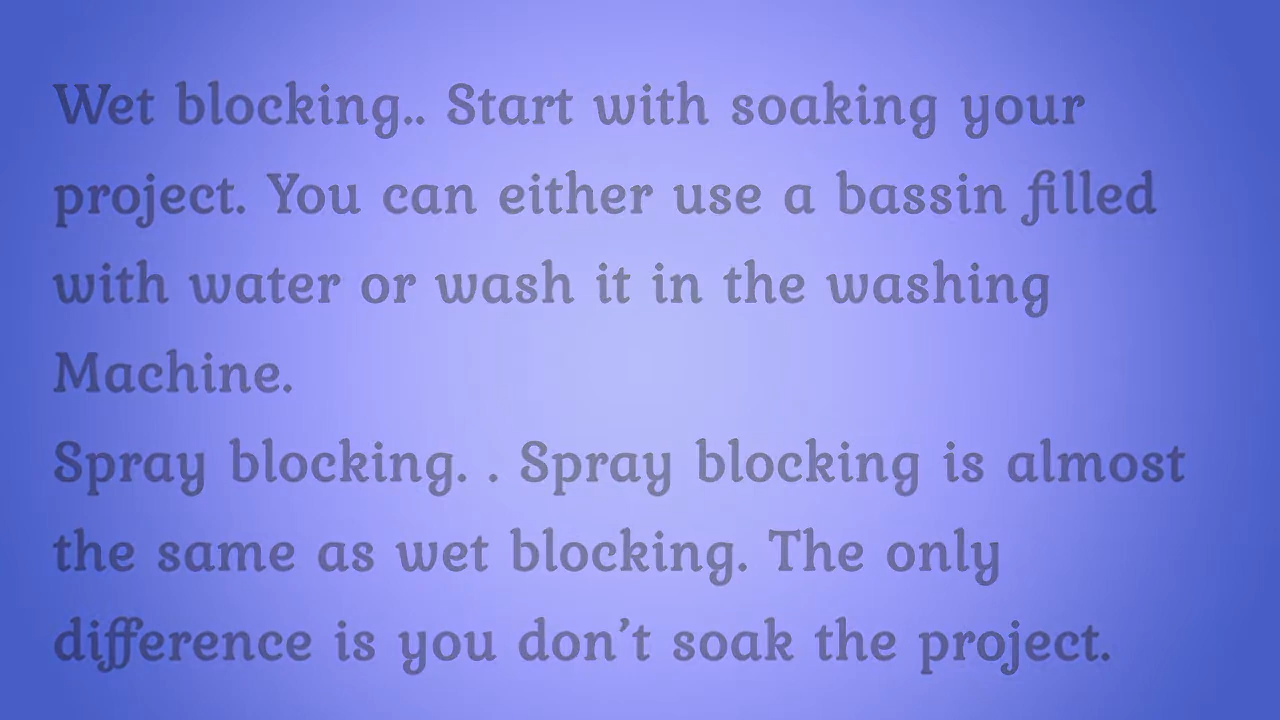 Wet blocking.. Start with soaking your
project. You can either use a bassin filled
with water or wash it in the washing
Machine.
Spray blocking. . Spray blocking is almost
the same as wet blocking. The only
difference is you don’t soak the project.